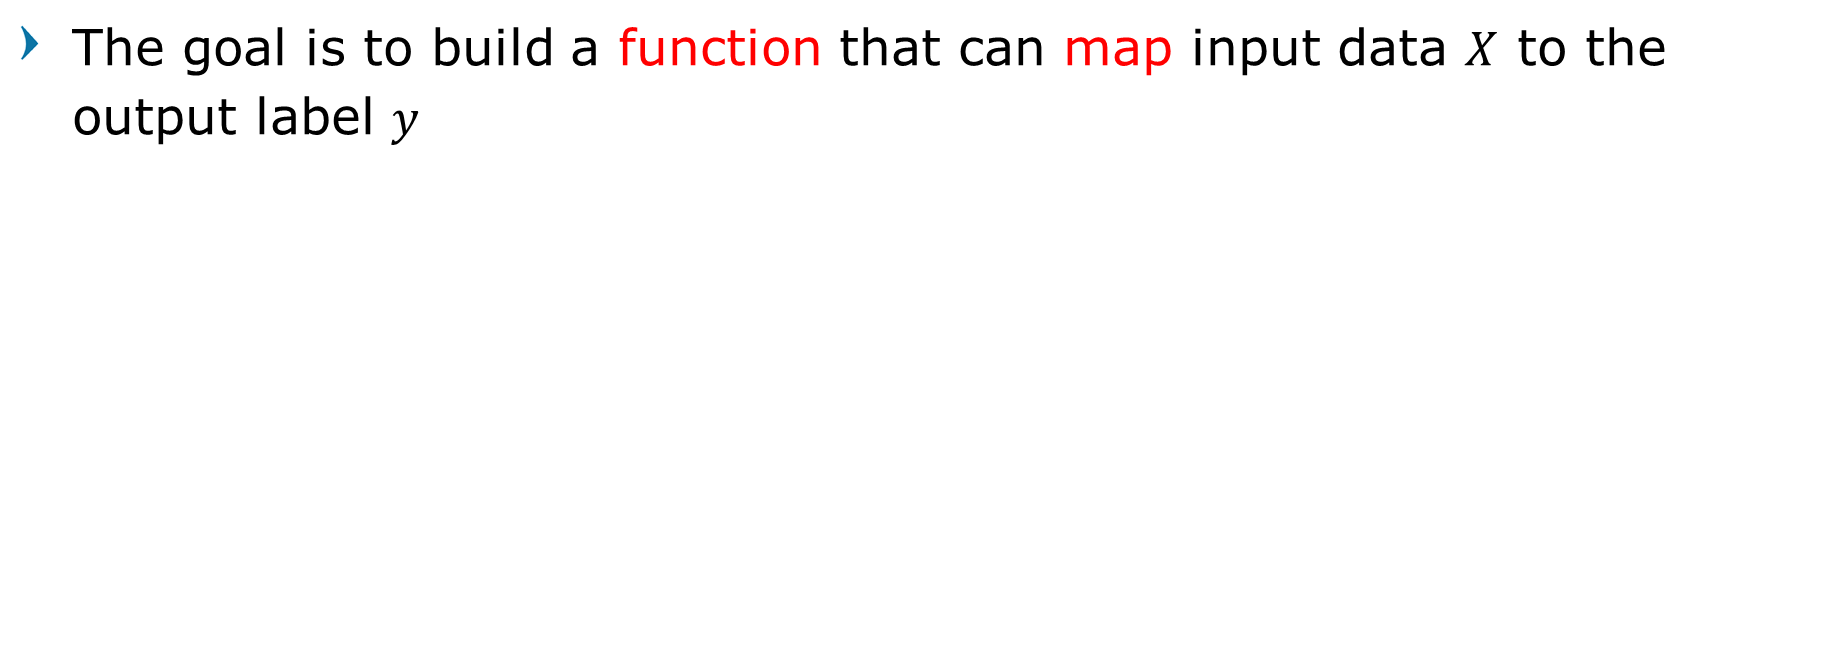 The goal is to build a function that can map input data X to the
output label y